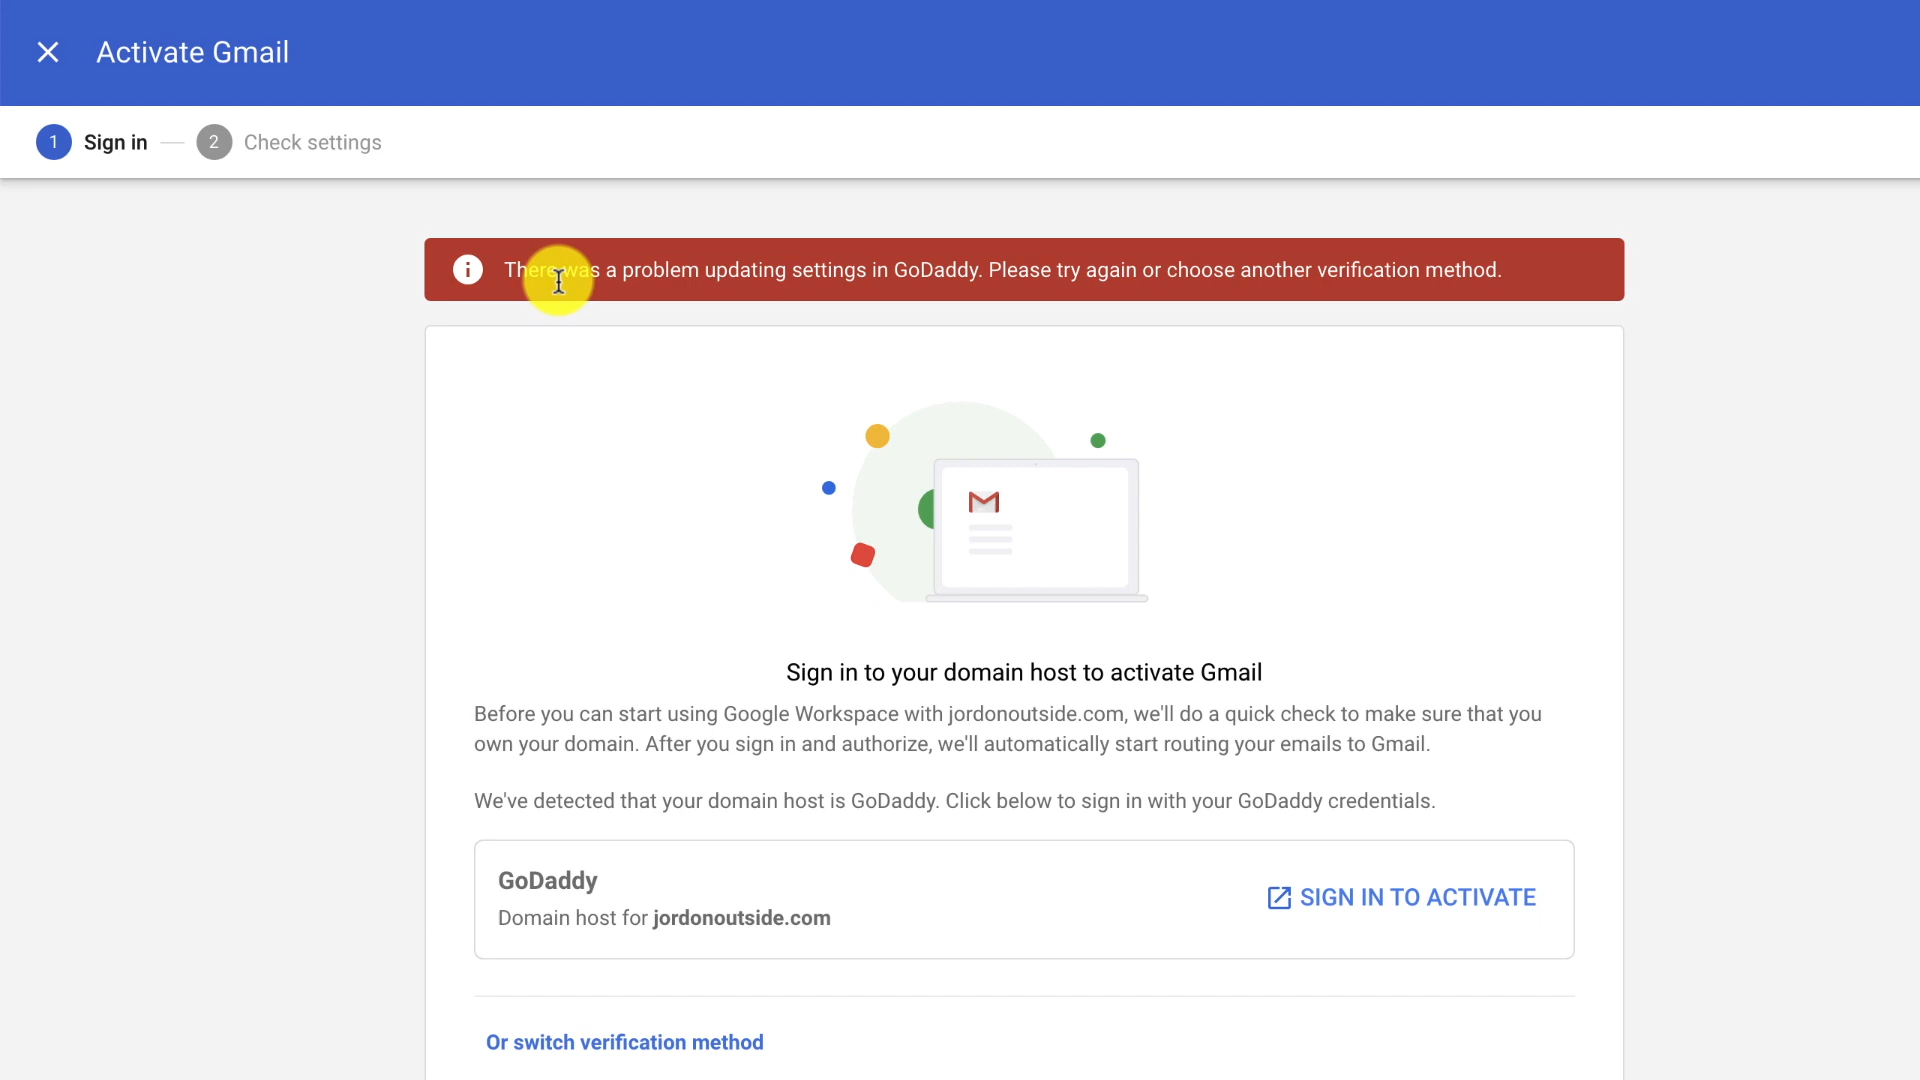 Activate Gmail
1 Sign in 2 Check settings
There was a problem updating settings in GoDaddy. Please try again or choose another verification method.
Sign in to your domain host to activate Gmail
Before you can start using Google Workspace with jordonoutside.com, we'll do a quick check to make sure that you
own your domain. After you sign in and authorize, we'll automatically start routing your emails to Gmail.
We've detected that your domain host is GoDaddy. Click below to sign in with your GoDaddy credentials.
GoDaddy
Domain host for jordonoutside.com
SIGN IN TO ACTIVATE
Or switch verification method